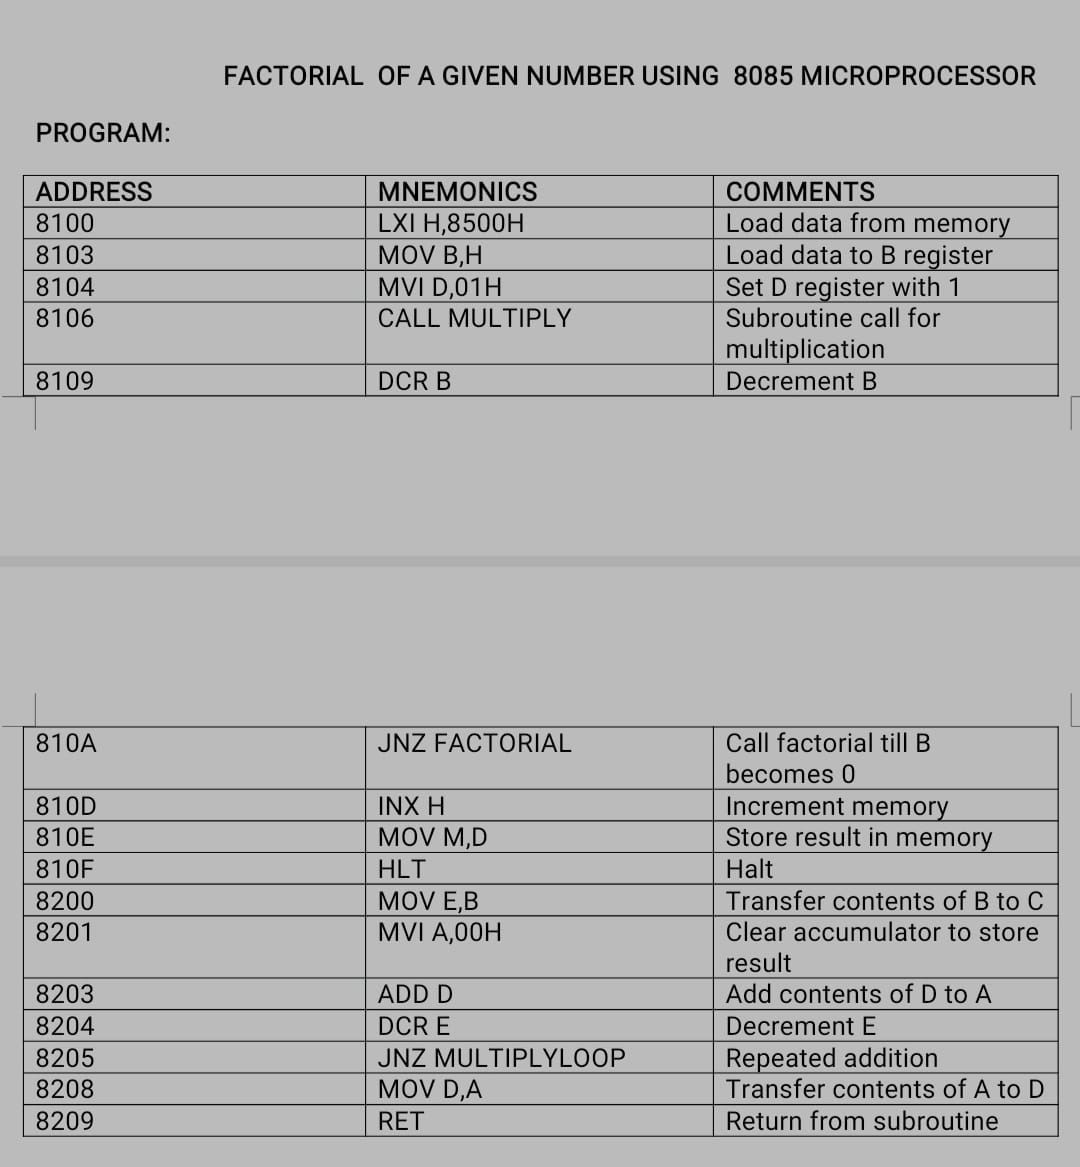 FACTORIAL OF A GIVEN NUMBER USING 8085 MICROPROCESSOR
PROGRAM:
ADDRESS MNEMONICS COMMENTS
8100 LXI H,8500H Load data from memory
8103 MOV B,H Load data to B register
8104 MVI D,01H Set D register with 1
8106 CALL MULTIPLY Subroutine call for
multiplication
8109 DCR B Decrement B
810A JNZ FACTORIAL Call factorial till B
becomes 0
810D INX H Increment memory
810E MOV M,D Store result in memory
810F HLT Halt
8200 MOV E,B Transfer contents of B to C
8201 MVI A,00H Clear accumulator to store
result
8203 ADD D Add contents of D to A
8204 DCR E Decrement E
8205 JNZ MULTIPLYLOOP Repeated addition
8208 MOV D,A Transfer contents of A to D
8209 RET Return from subroutine